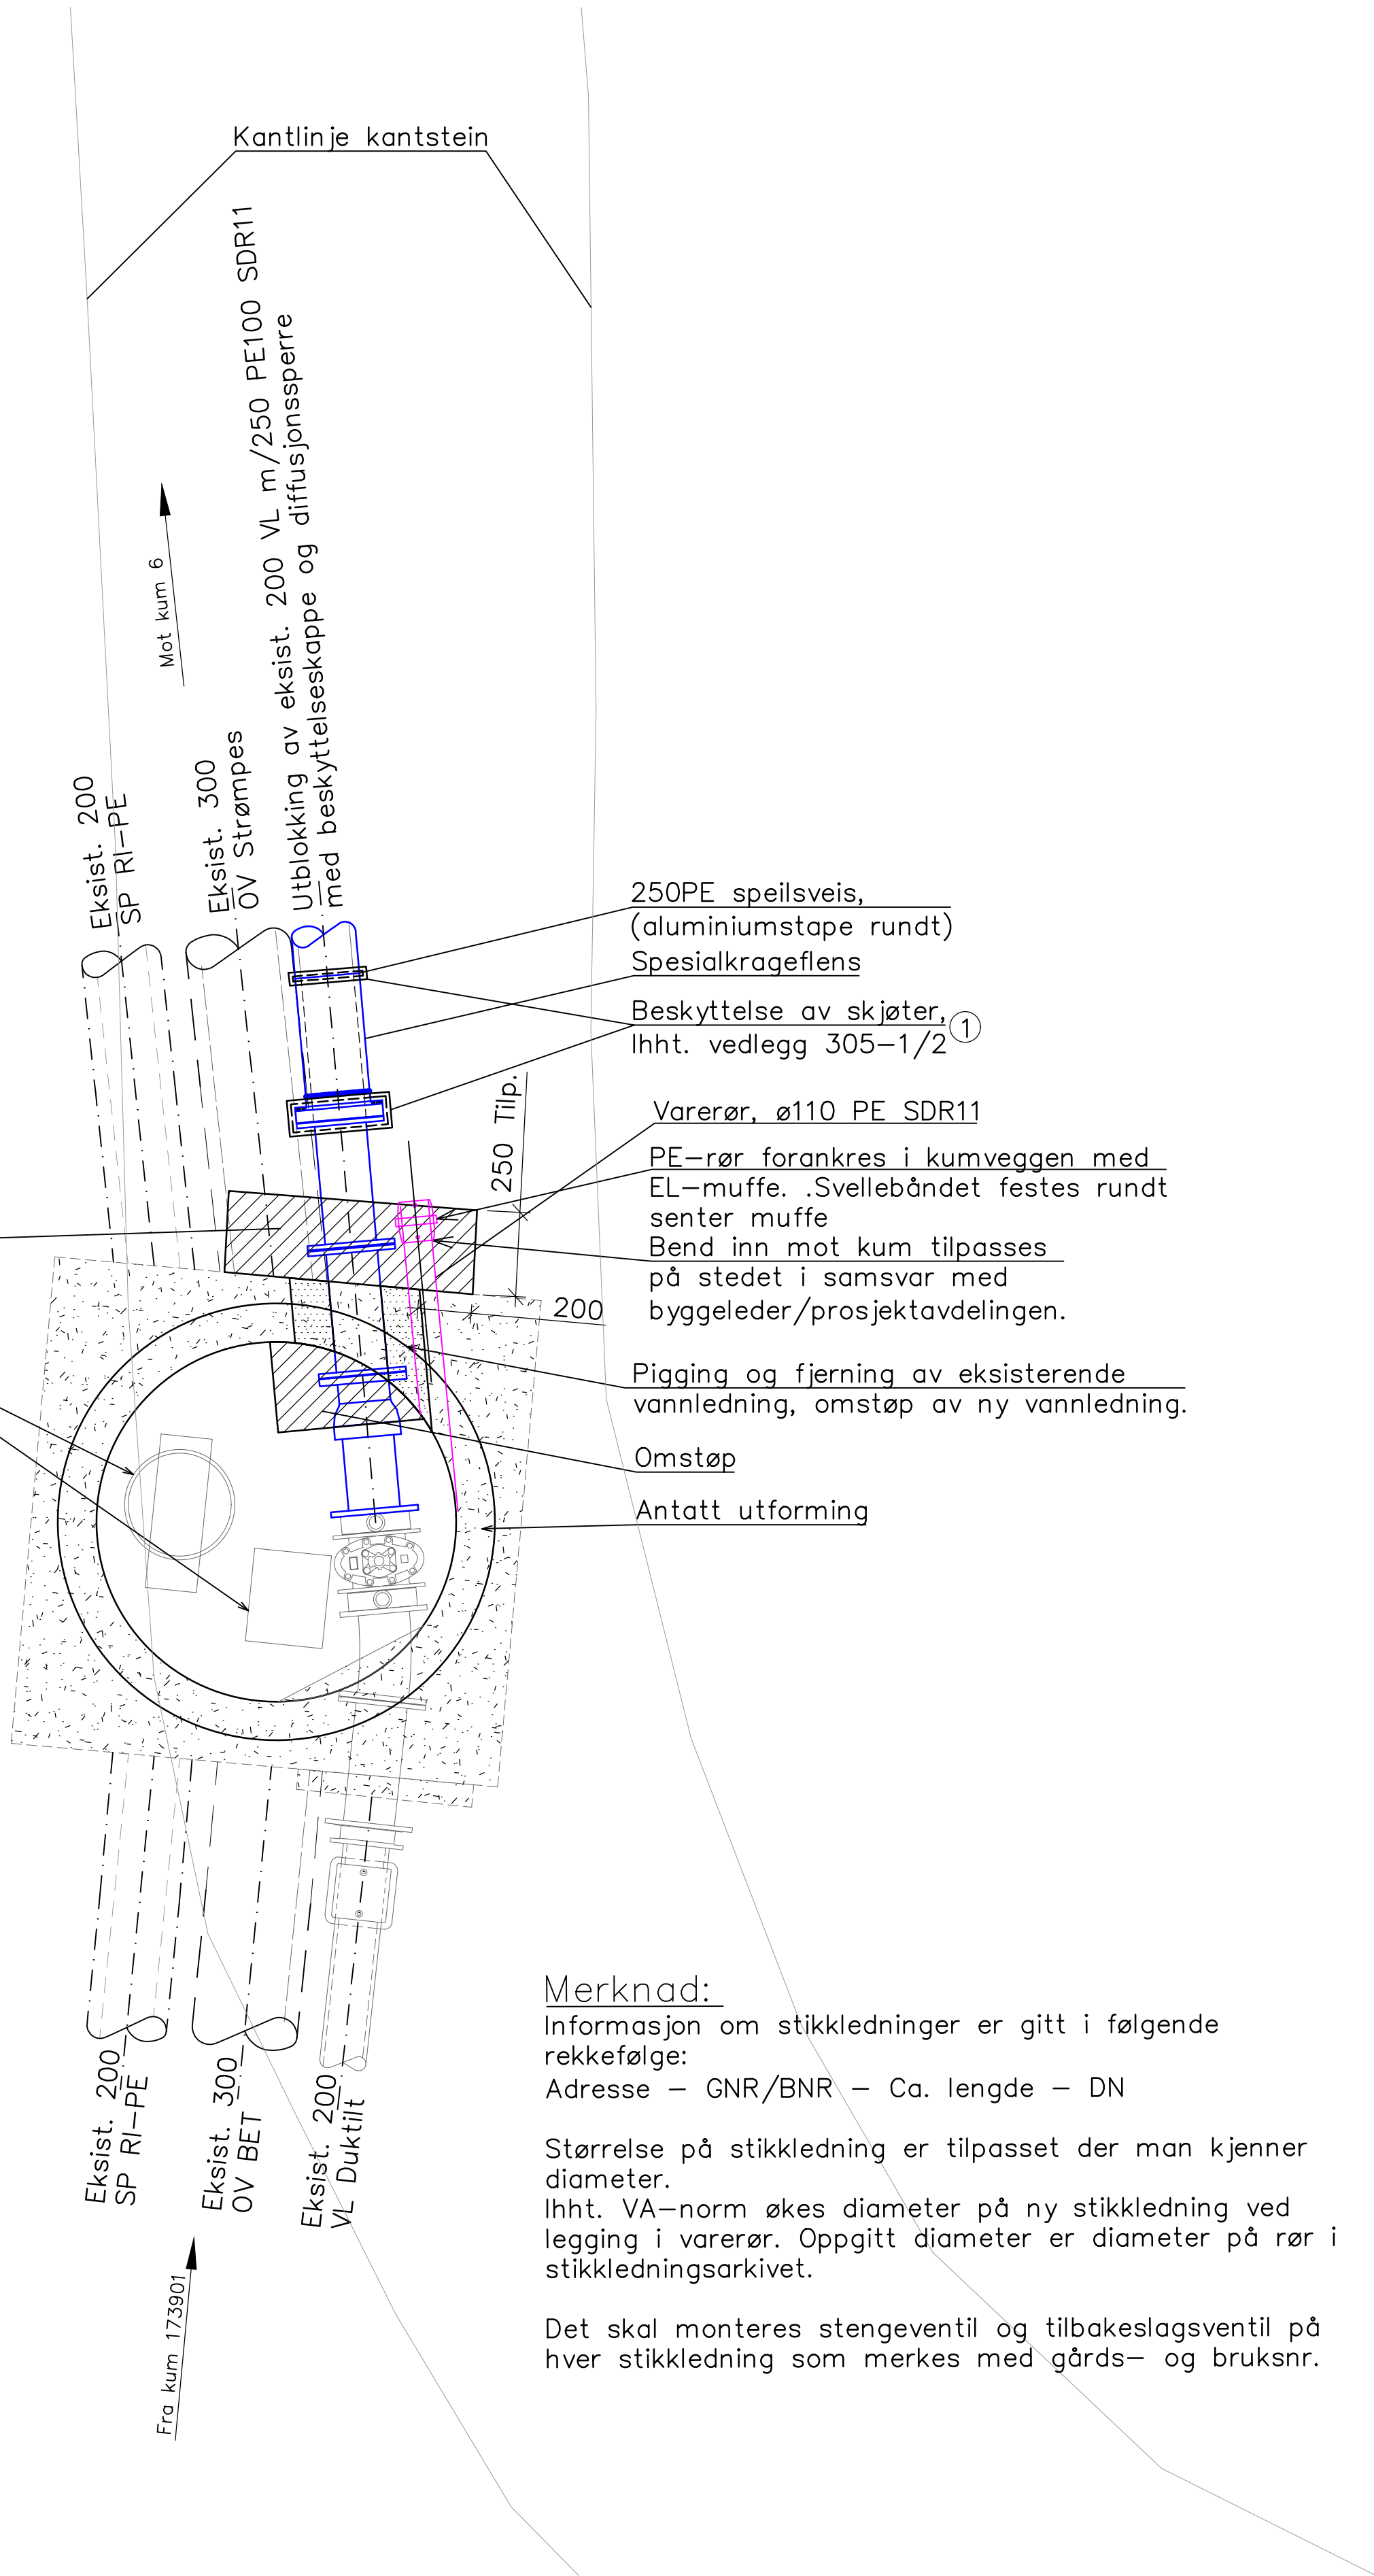 Kantlinje kantstein
Utblokking av eksist. 200 VL m/250 PE100 SDR11
med beskyttelseskappe og diffusjonssperre
Mot kum 6
Eksist. 200
SP RI-PE
Eksist. 300
OV Strømpes
250PE speilsveis,
(aluminiumstape rundt)
Spesialkrageflens
Beskyttelse av skjøter,
Ihht. vedlegg 305-1/2
1
250 Tilp.
Varerør, ø110 PE SDR11
PE-rør forankres i kumveggen med
EL-muffe. .Svellebåndet festes rundt
senter muffe
Bend inn mot kum tilpasses
på stedet i samsvar med
byggeleder/prosjektavdelingen.
200
Pigging og fjerning av eksisterende
vannledning, omstøp av ny vannledning.
Omstøp
Antatt utforming
Eksist. 200
SP RI-PE
Eksist. 300
OV BET
Eksist. 200
VL Duktilt
Fra kum 173901
Merknad:
Informasjon om stikkledninger er gitt i følgende
rekkefølge:
Adresse - GNR/BNR - Ca. lengde - DN
Størrelse på stikkledning er tilpasset der man kjenner
diameter.
Ihht. VA-norm økes diameter på ny stikkledning ved
legging i varerør. Oppgitt diameter er diameter på rør i
stikkledningsarkivet.
Det skal monteres stengeventil og tilbakeslagsventil på
hver stikkledning som merkes med gårds- og bruksnr.